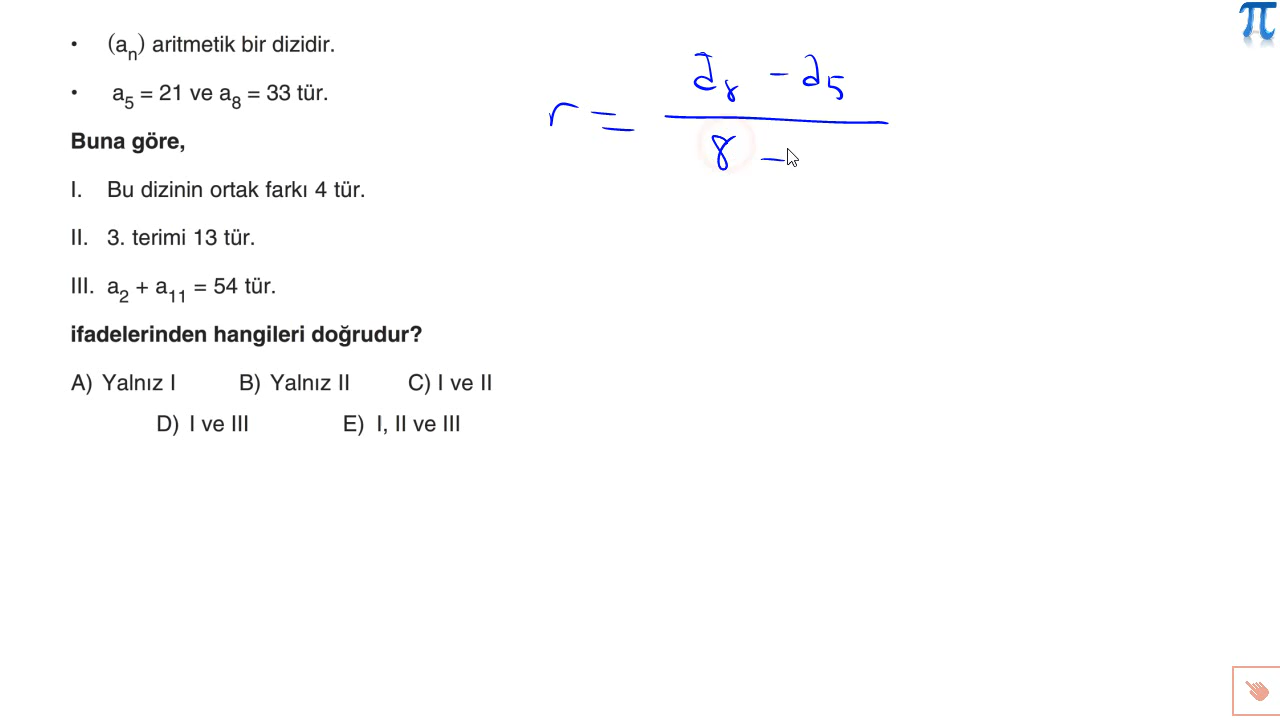 • (aₙ) aritmetik bir dizidir.
• a₅ = 21 ve a₈ = 33 tür.
Buna göre,
I. Bu dizinin ortak farkı 4 tür.
II. 3. terimi 13 tür.
III. a₂ + a₁₁ = 54 tür.
ifadelerinden hangileri doğrudur?
A) Yalnız I B) Yalnız II C) I ve II
D) I ve III E) I, II ve III
π
a₈ - a₅
r =
8 -